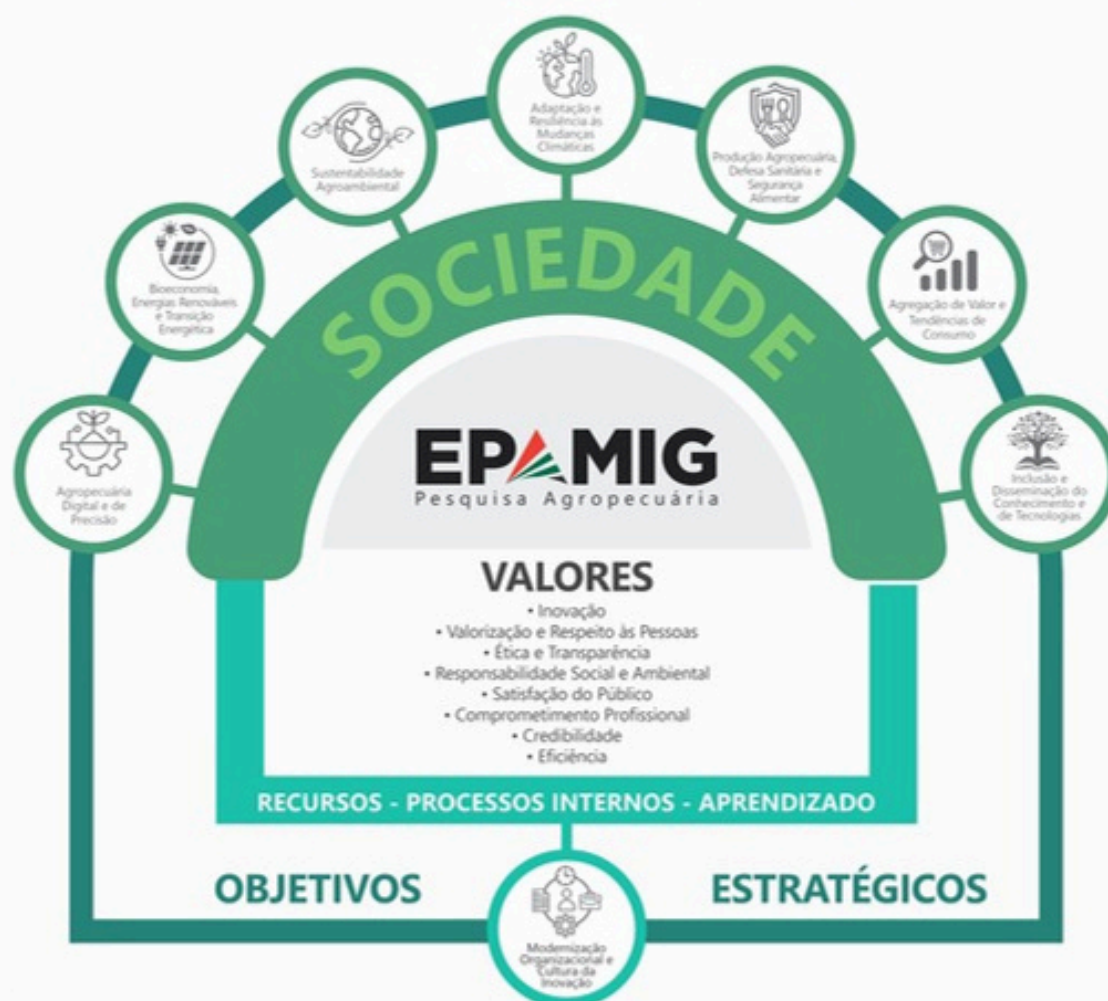 Adaptação e
Resiliência às
Mudanças
Climáticas
Sustentabilidade
Agroambiental
Produção Agropecuária,
Defesa Sanitária e
Segurança
Alimentar
Bioeconomia,
Energias Renováveis
e Transição
Energética
Agregação de Valor e
Tendências de
Consumo
Agropecuária
Digital e de
Precisão
Inclusão e
Disseminação do
Conhecimento e
de Tecnologias
SOCIEDADE
EPAMIG
Pesquisa Agropecuária
VALORES
• Inovação
• Valorização e Respeito às Pessoas
• Ética e Transparência
• Responsabilidade Social e Ambiental
• Satisfação do Público
• Comprometimento Profissional
• Credibilidade
• Eficiência
RECURSOS - PROCESSOS INTERNOS - APRENDIZADO
OBJETIVOS ESTRATÉGICOS
Modernização
Organizacional e
Cultura da
Inovação